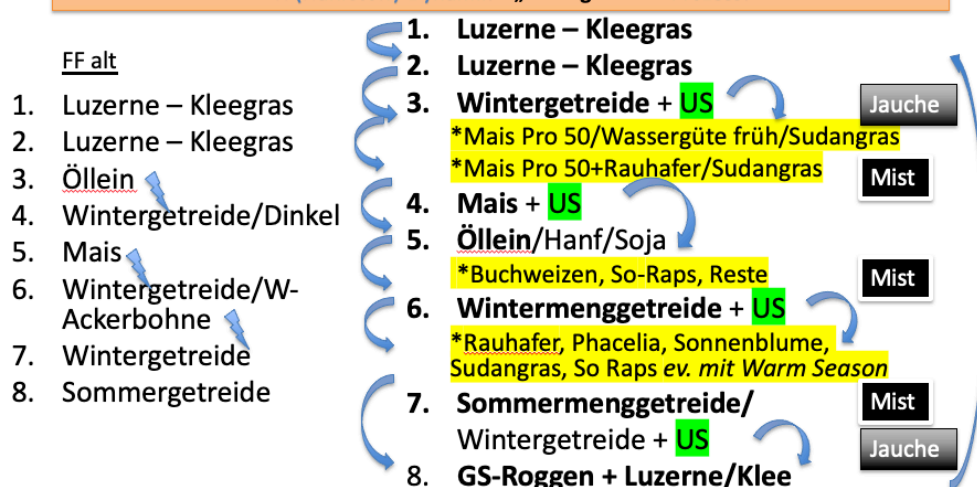 FF alt
1. Luzerne – Kleegras
2. Luzerne – Kleegras
3. Öllein
4. Wintergetreide/Dinkel
5. Mais
6. Wintergetreide/W-
Ackerbohne
7. Wintergetreide
8. Sommergetreide
1. Luzerne – Kleegras
2. Luzerne – Kleegras
3. Wintergetreide + US
Jauche
*Mais Pro 50/Wassergüte früh/Sudangras
*Mais Pro 50+Rauhafer/Sudangras
Mist
4. Mais + US
5. Öllein/Hanf/Soja
*Buchweizen, So-Raps, Reste
Mist
6. Wintermenggetreide + US
*Rauhafer, Phacelia, Sonnenblume,
Sudangras, So Raps ev. mit Warm Season
7. Sommermenggetreide/
Mist
Wintergetreide + US
Jauche
8. GS-Roggen + Luzerne/Klee